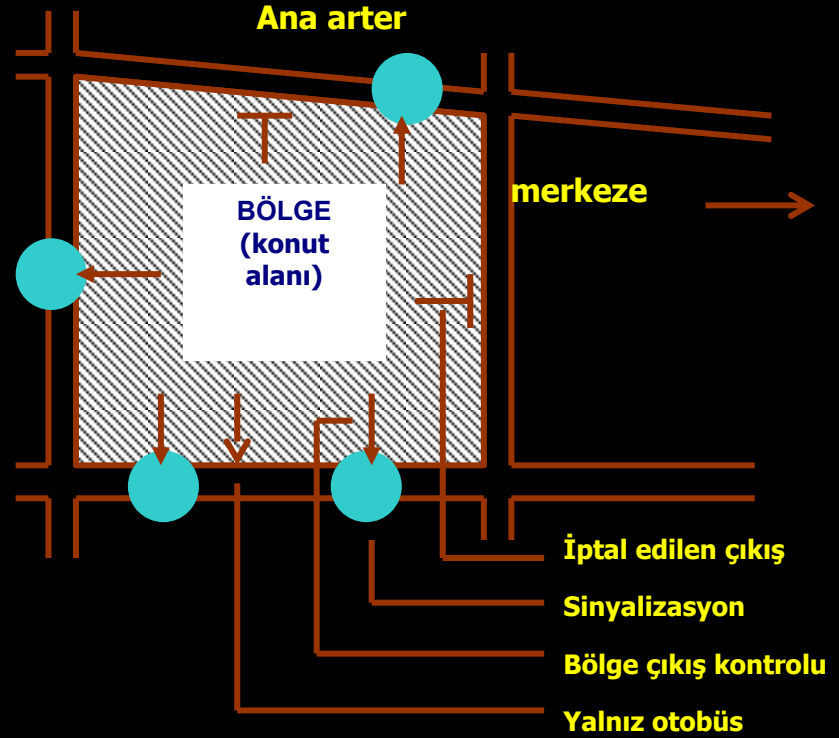 Ana arter
merkeze
BÖLGE
(konut
alanı)
İptal edilen çıkış
Sinyalizasyon
Bölge çıkış kontrolu
Yalnız otobüs